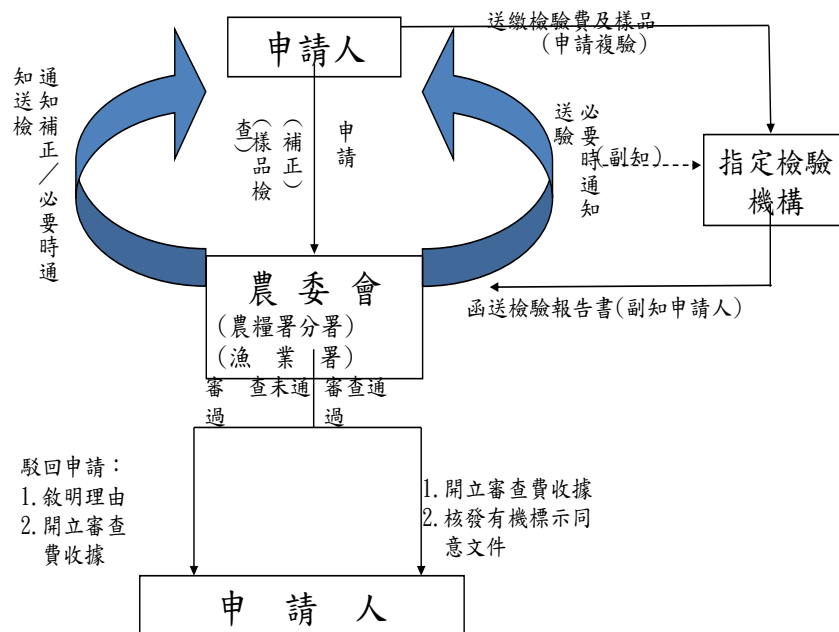 申請人
送繳檢驗費及樣品
(申請複驗)
通知補正／必要時通
知送檢
申請
(補正)
(樣品檢
查)
必要時通知
送驗
(副知)
指定檢驗
機構
農委會
(農糧署分署)
(漁業署)
函送檢驗報告書(副知申請人)
審 查未通
過
審查通
過
駁回申請：
1.敘明理由
2.開立審查
費收據
1.開立審查費收據
2.核發有機標示同
意文件
申請人